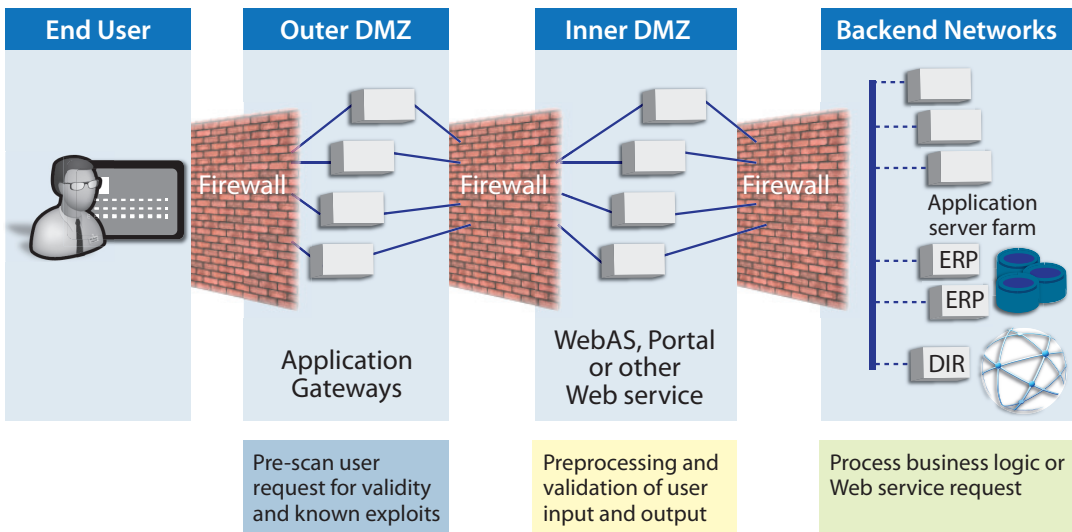 End User
Outer DMZ
Inner DMZ
Backend Networks
Firewall
Firewall
Firewall
Application
Gateways
WebAS, Portal
or other
Web service
Application
server farm
ERP
ERP
DIR
Pre-scan user
request for validity
and known exploits
Preprocessing and
validation of user
input and output
Process business logic or
Web service request